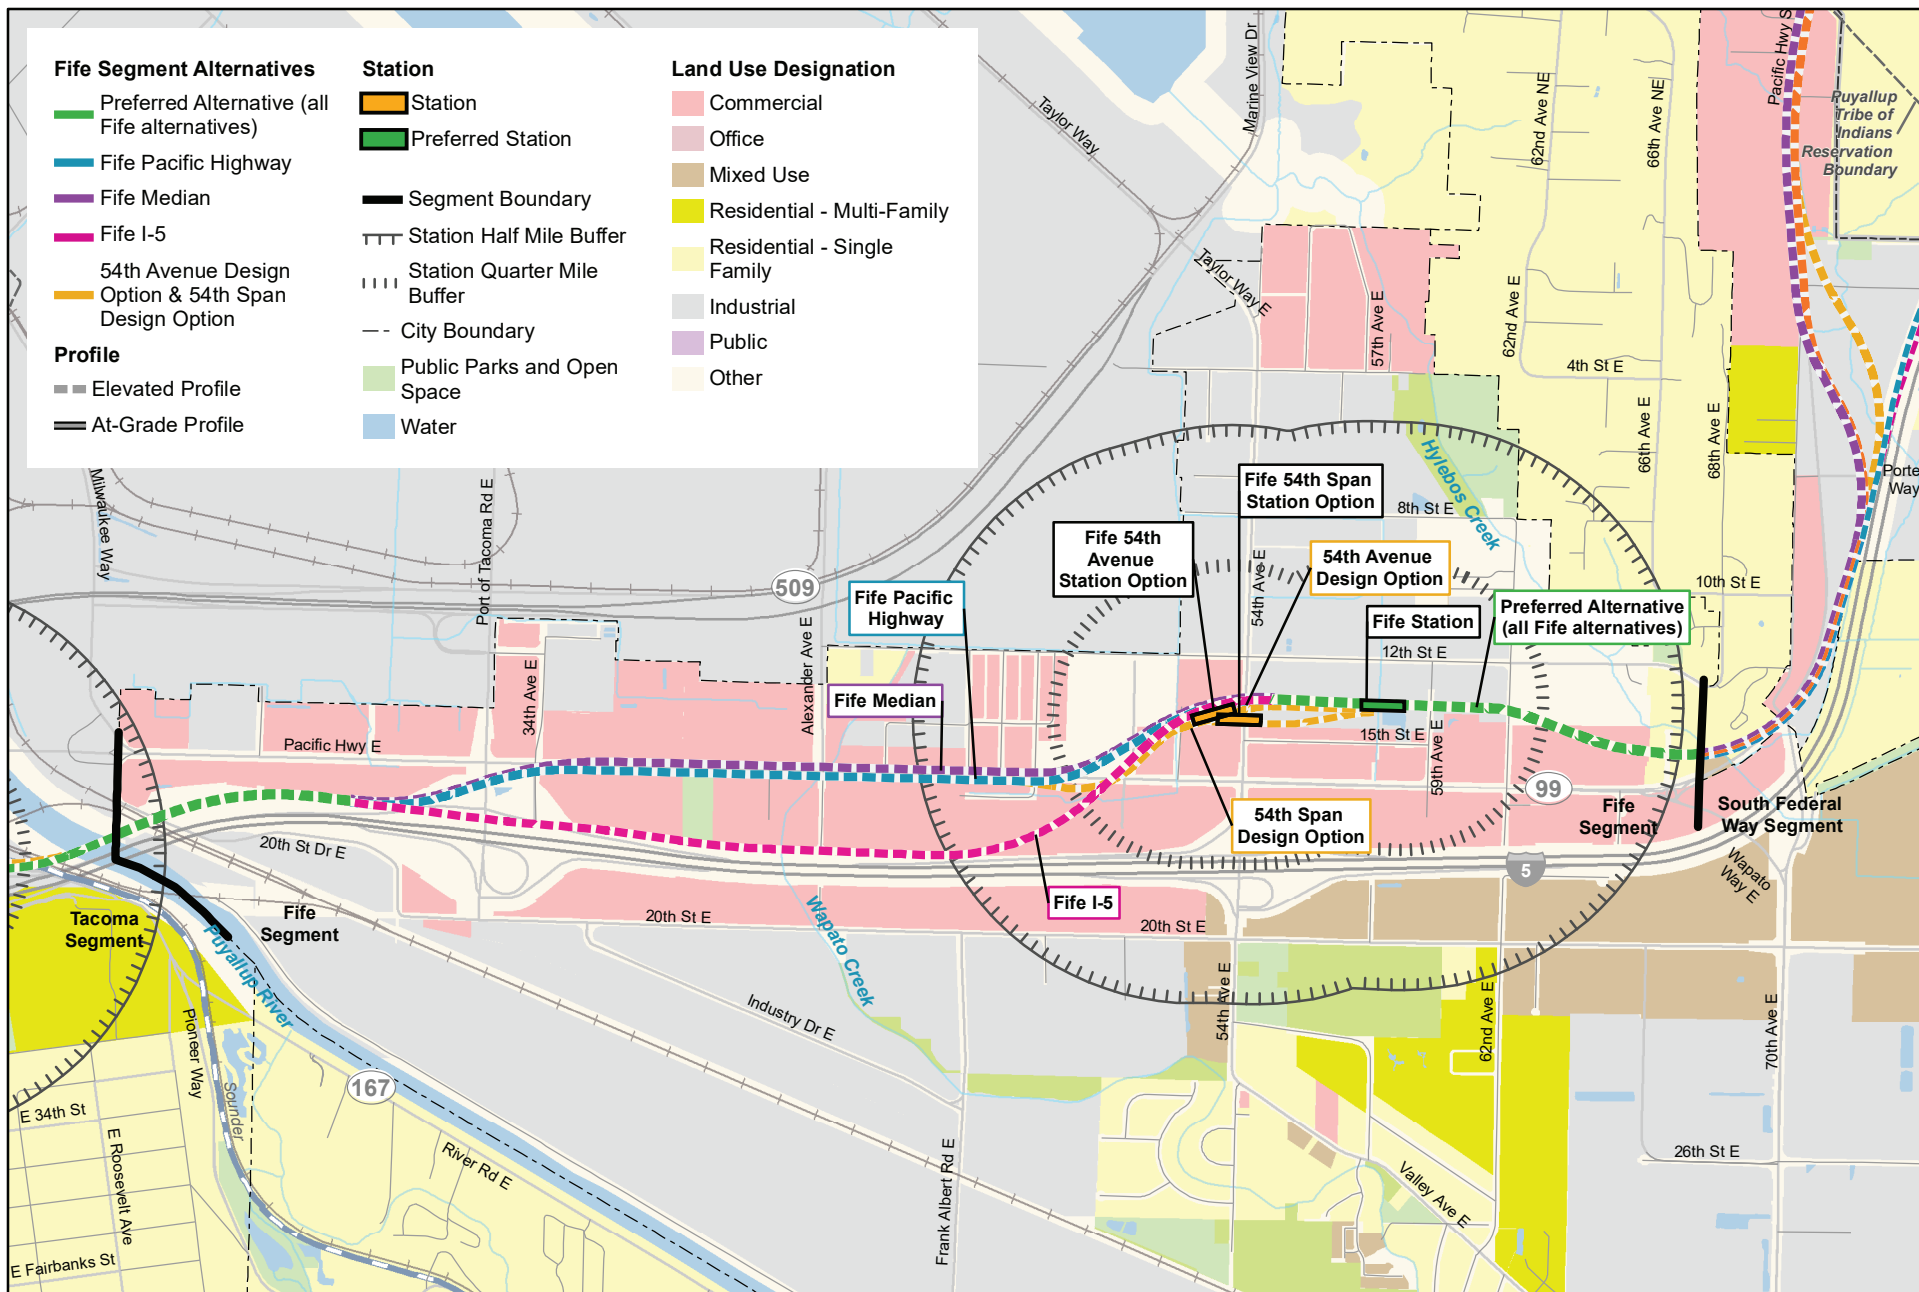 Fife Segment Alternatives
Preferred Alternative (all
Fife alternatives)
Fife Pacific Highway
Fife Median
Fife I-5
54th Avenue Design
Option & 54th Span
Design Option
Profile
Elevated Profile
At-Grade Profile
Station
Station
Preferred Station
Segment Boundary
Station Half Mile Buffer
Station Quarter Mile
Buffer
City Boundary
Public Parks and Open
Space
Water
Land Use Designation
Commercial
Office
Mixed Use
Residential - Multi-Family
Residential - Single
Family
Industrial
Public
Other
Taylor Way
Marine View Dr
62nd Ave NE
66th Ave NE
Pacific Hwy S
Puyallup
Tribe of
Indians
Reservation
Boundary
Taylor Way E
57th Ave E
62nd Ave E
4th St E
66th Ave E
68th Ave E
Hylebos Creek
Porte
Way
Milwaukee Way
Port of Tacoma Rd E
509
Alexander Ave E
34th Ave E
Pacific Hwy E
Fife 54th Span
Station Option
8th St E
Fife 54th
Avenue
Station Option
54th Ave E
54th Avenue
Design Option
10th St E
Fife Pacific
Highway
Fife Station
Preferred Alternative
(all Fife alternatives)
12th St E
Fife Median
15th St E
59th Ave E
99
54th Span
Design Option
Fife
Segment
South Federal
Way Segment
5
Wapato
Way E
20th St Dr E
Fife I-5
20th St E
20th St E
Tacoma
Segment
Fife
Segment
Puyallup River
Wapato Creek
Industry Dr E
54th Ave E
62nd Ave E
70th Ave E
Pioneer Way
Sounder
167
E 34th St
E Roosevelt Ave
River Rd E
Frank Albert Rd E
Valley Ave E
26th St E
E Fairbanks St